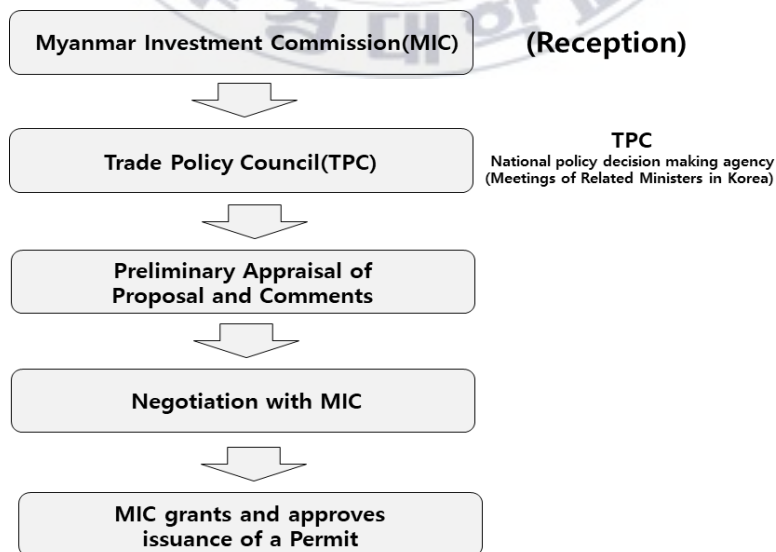 Myanmar Investment Commission(MIC)
(Reception)
Trade Policy Council(TPC)
TPC
National policy decision making agency
(Meetings of Related Ministers in Korea)
Preliminary Appraisal of
Proposal and Comments
Negotiation with MIC
MIC grants and approves
issuance of a Permit